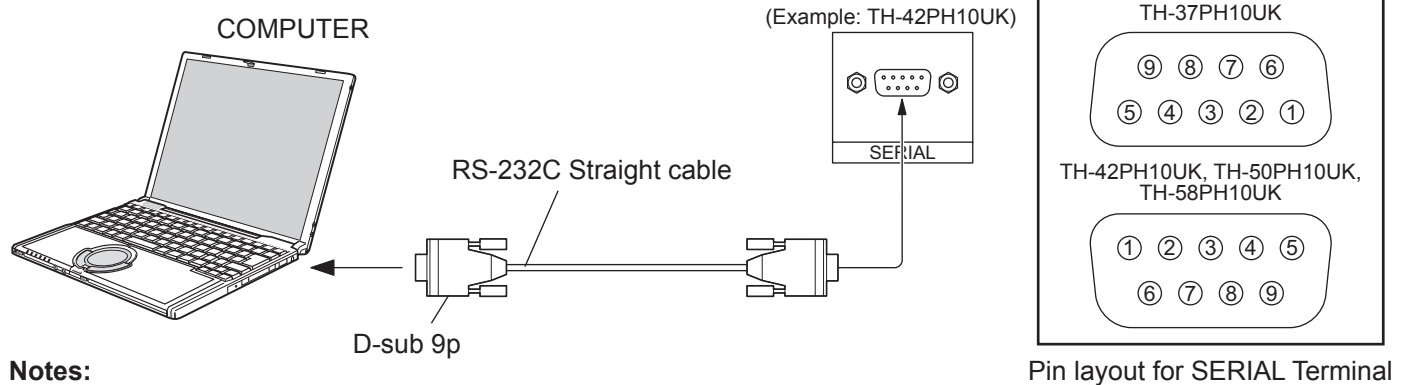 COMPUTER
(Example: TH-42PH10UK)
SERIAL
RS-232C Straight cable
D-sub 9p
Notes:
TH-37PH10UK
⑨ ⑧ ⑦ ⑥
⑤ ④ ③ ② ①
TH-42PH10UK, TH-50PH10UK,
TH-58PH10UK
① ② ③ ④ ⑤
⑥ ⑦ ⑧ ⑨
Pin layout for SERIAL Terminal